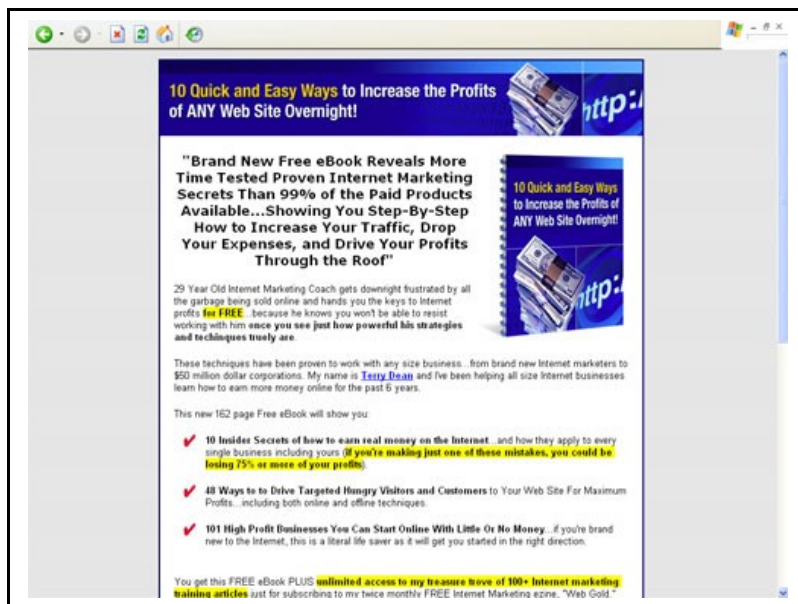 10 Quick and Easy Ways to Increase the Profits
of ANY Web Site Overnight!
http:/
"Brand New Free eBook Reveals More
Time Tested Proven Internet Marketing
Secrets Than 99% of the Paid Products
Available...Showing You Step-By-Step
How to Increase Your Traffic, Drop
Your Expenses, and Drive Your Profits
Through the Roof"
10 Quick and Easy Ways
to Increase the Profits of
ANY Web Site Overnight!
http:/
29 Year Old Internet Marketing Coach gets downright frustrated by all
the garbage being sold online and hands you the keys to Internet
profits for FREE...because he knows you won't be able to resist
working with him once you see just how powerful his strategies
and techinques truely are.
These techniques have been proven to work with any size business...from brand new Internet marketers to
$50 million dollar corporations. My name is Terry Dean and I've been helping all size Internet businesses
learn how to earn more money online for the past 6 years.
This new 162 page Free eBook will show you:
10 Insider Secrets of how to earn real money on the Internet...and how they apply to every
single business including yours (if you're making just one of these mistakes, you could be
losing 75% or more of your profits).
48 Ways to to Drive Targeted Hungry Visitors and Customers to Your Web Site For Maximum
Profits...including both online and offline techniques.
101 High Profit Businesses You Can Start Online With Little Or No Money...if you're brand
new to the Internet, this is a literal life saver as it will get you started in the right direction.
You get this FREE eBook PLUS unlimited access to my treasure trove of 100+ Internet marketing
training articles just for subscribing to my twice monthly FREE Internet Marketing ezine, "Web Gold."